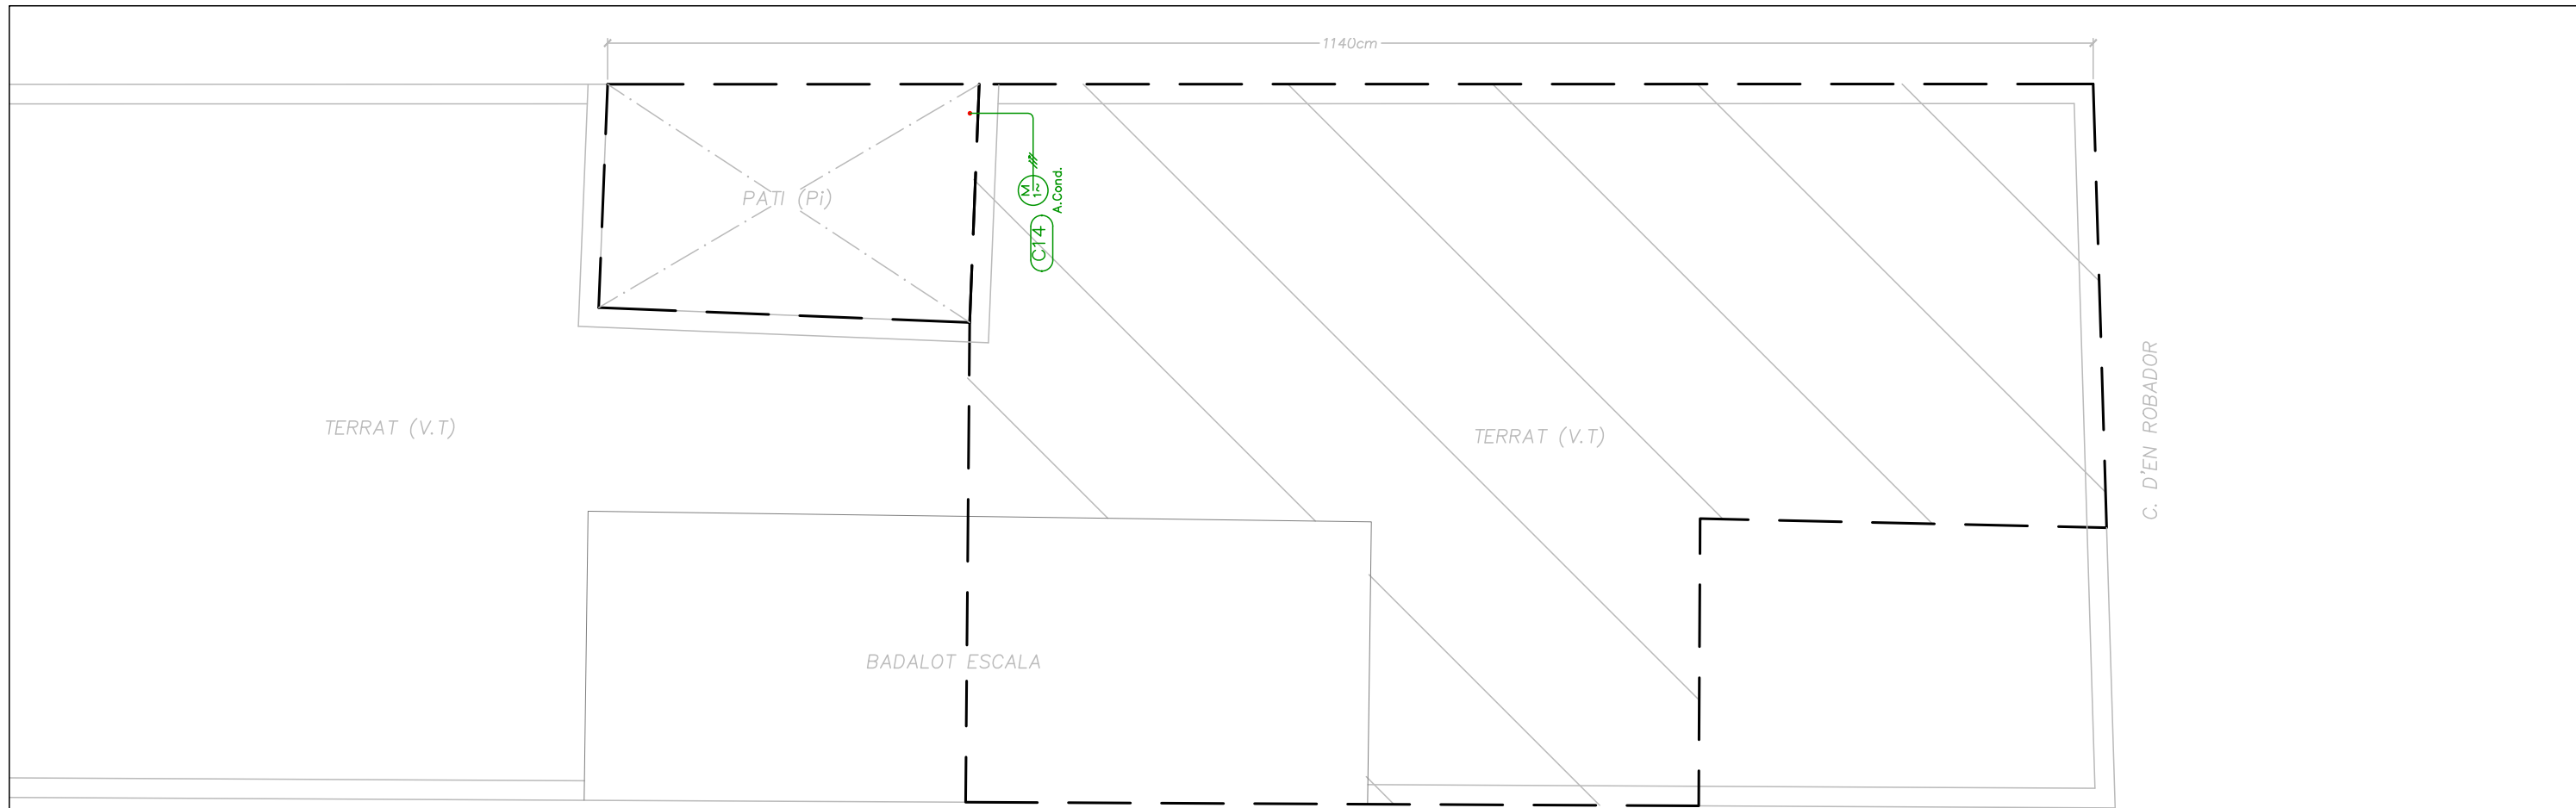 1140cm
PATI (Pi)
M
1~
A.Cond.
C14
TERRAT (V.T)
TERRAT (V.T)
C. D'EN ROBADOR
BADALOT ESCALA